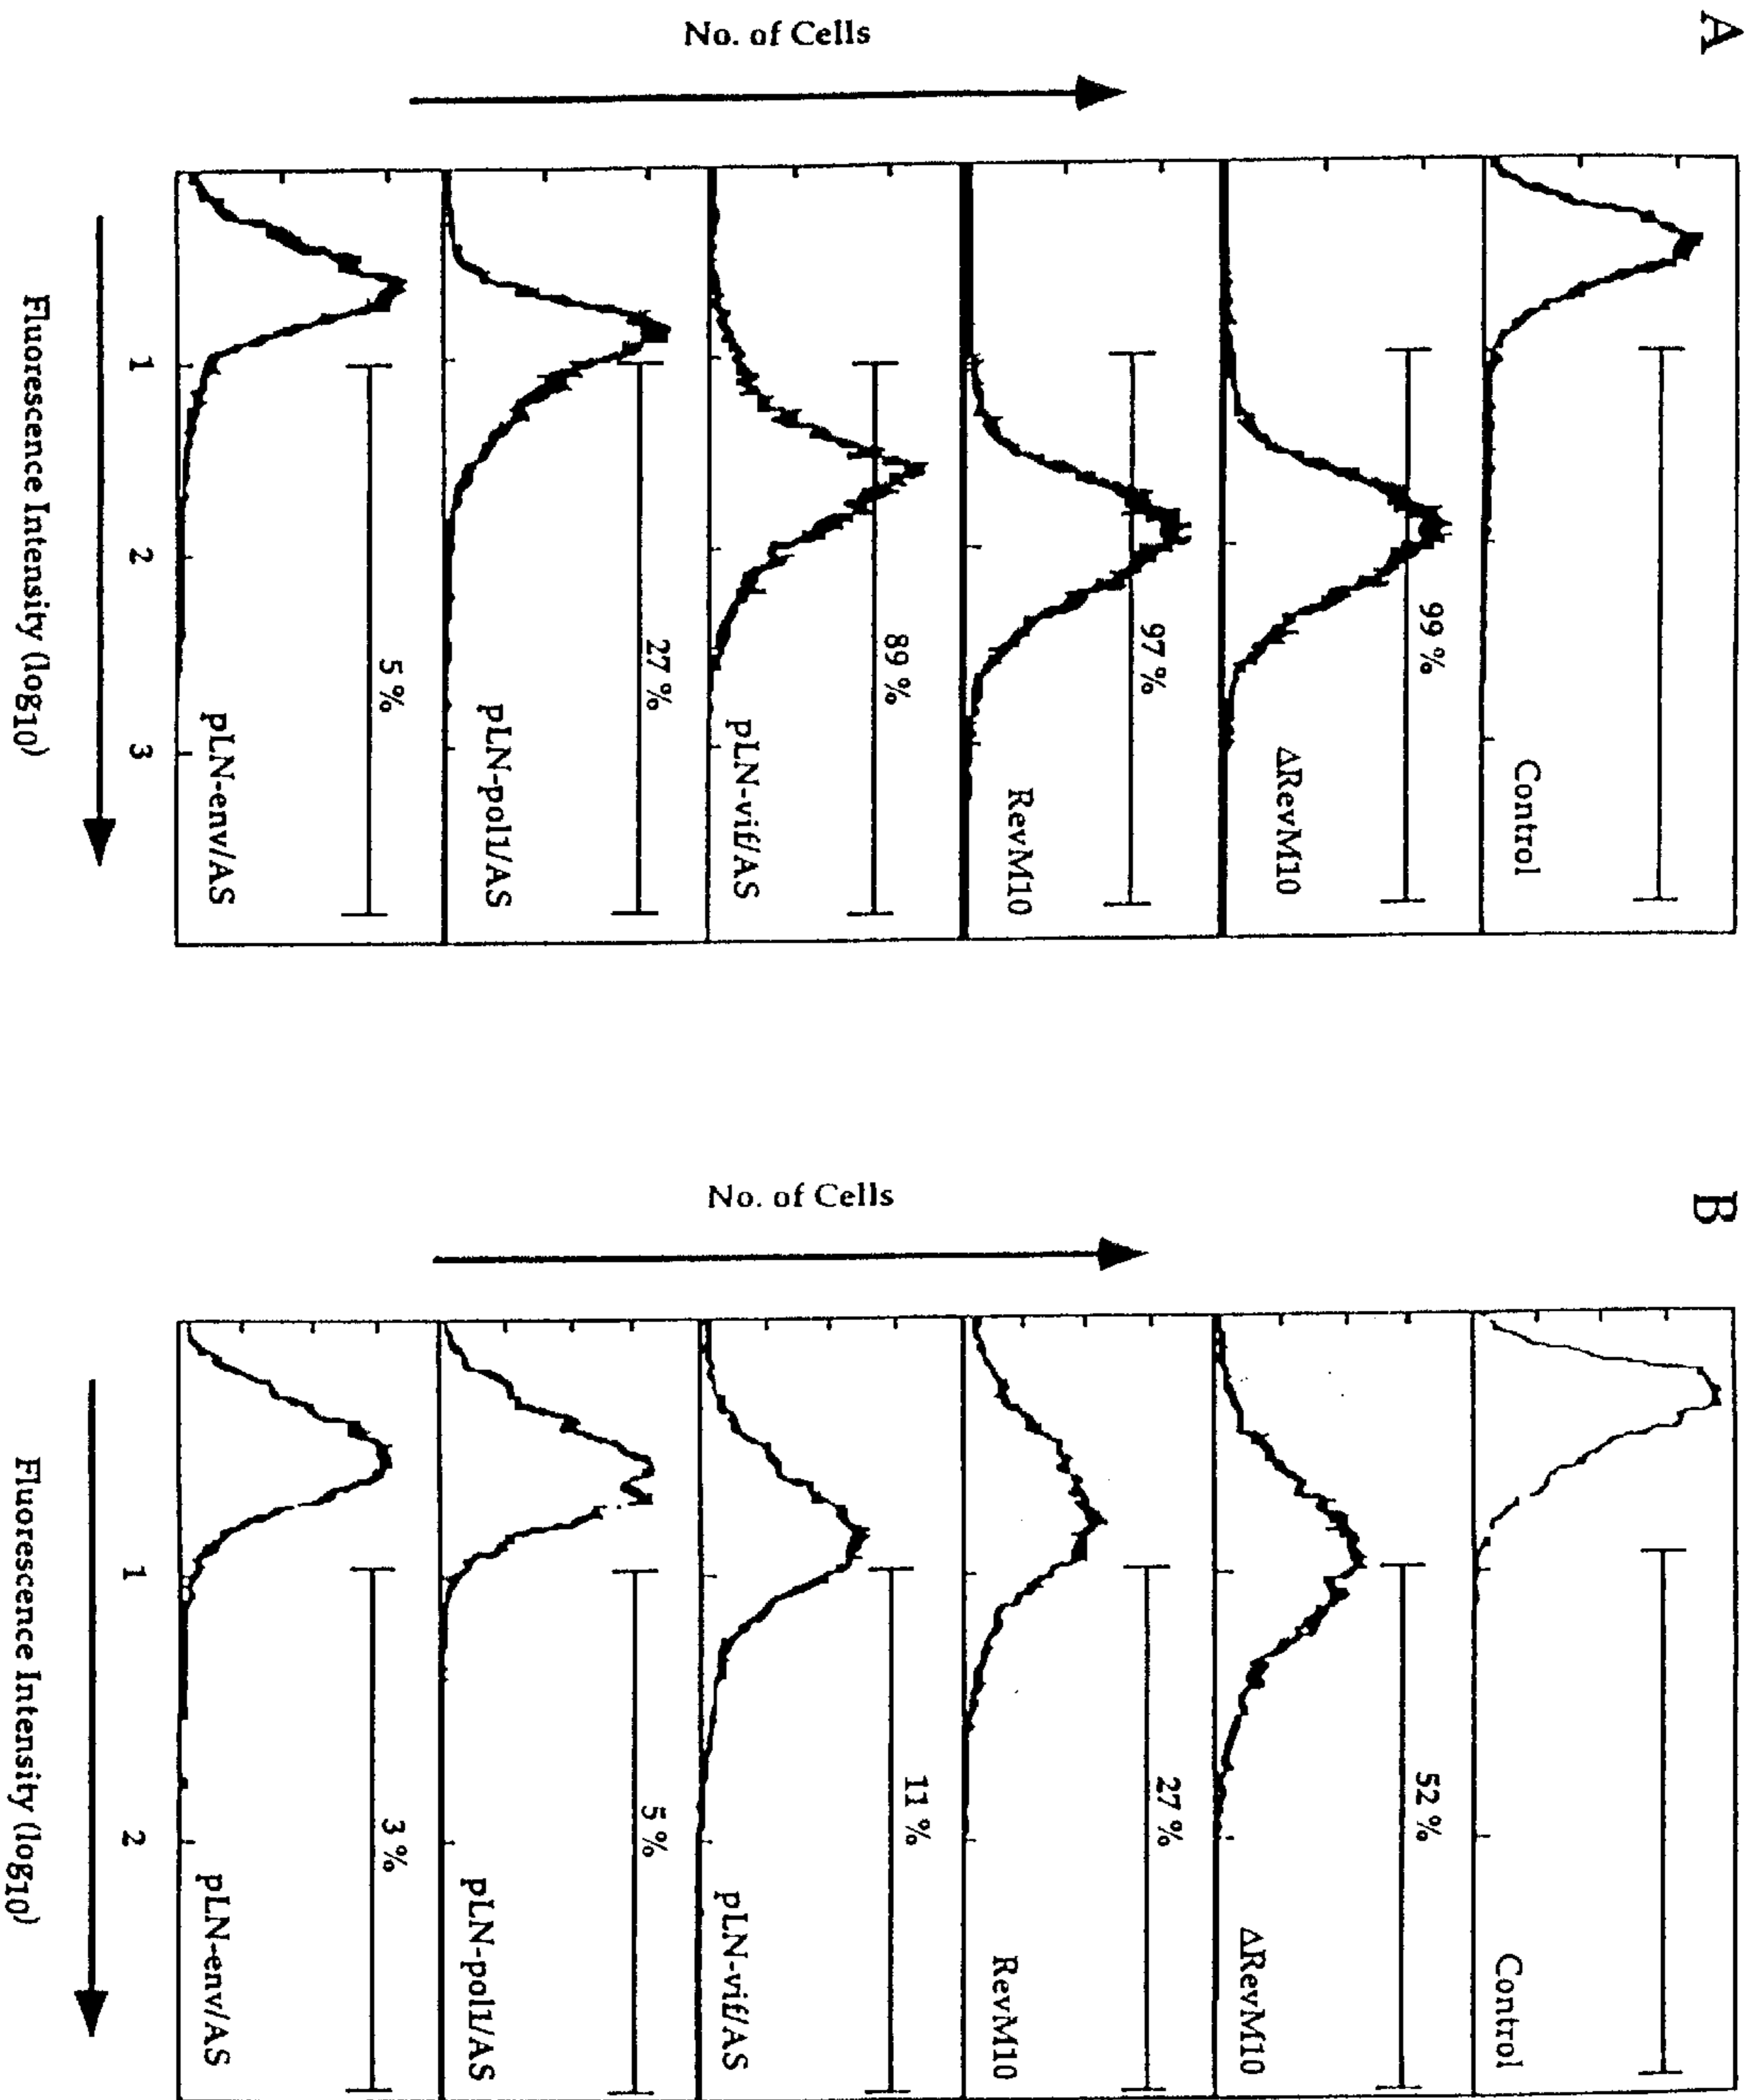 A
No. of Cells
Control
99 %
ΔRevM10
97 %
RevM10
89 %
pLN-vif/AS
27 %
pLN-pol1/AS
5 %
pLN-env/AS
1 2 3
Fluorescence Intensity (log10)
B
No. of Cells
Control
52 %
ΔRevM10
27 %
RevM10
11 %
pLN-vif/AS
5 %
pLN-pol1/AS
3 %
pLN-env/AS
1 2
Fluorescence Intensity (log10)